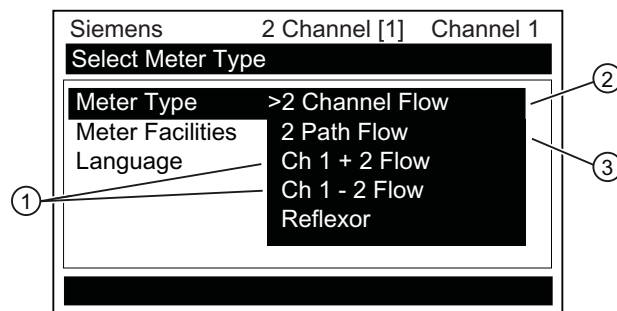 Siemens 2 Channel [1] Channel 1
Select Meter Type
Meter Type >2 Channel Flow
Meter Facilities 2 Path Flow
Language Ch 1 + 2 Flow
Ch 1 - 2 Flow
Reflexor
1
2
3